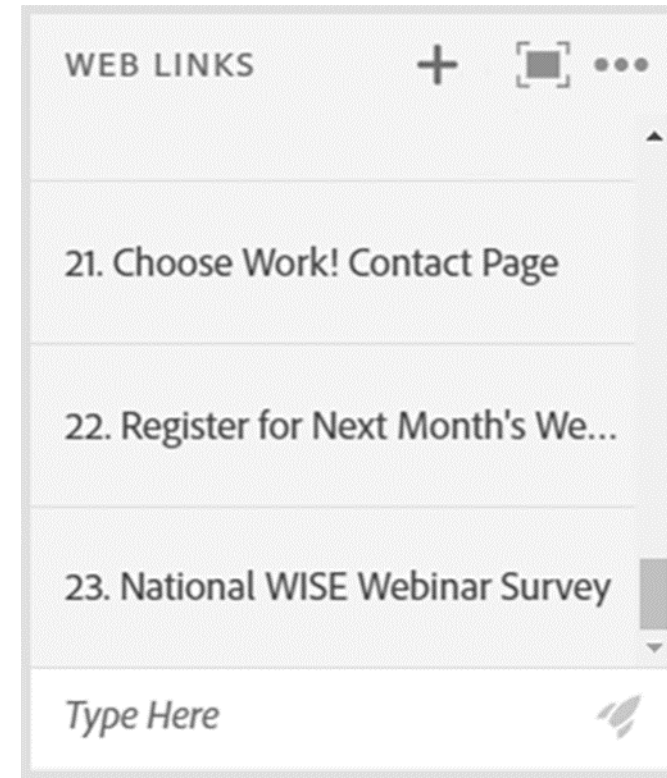 WEB LINKS
21. Choose Work! Contact Page
22. Register for Next Month's We...
23. National WISE Webinar Survey
Type Here